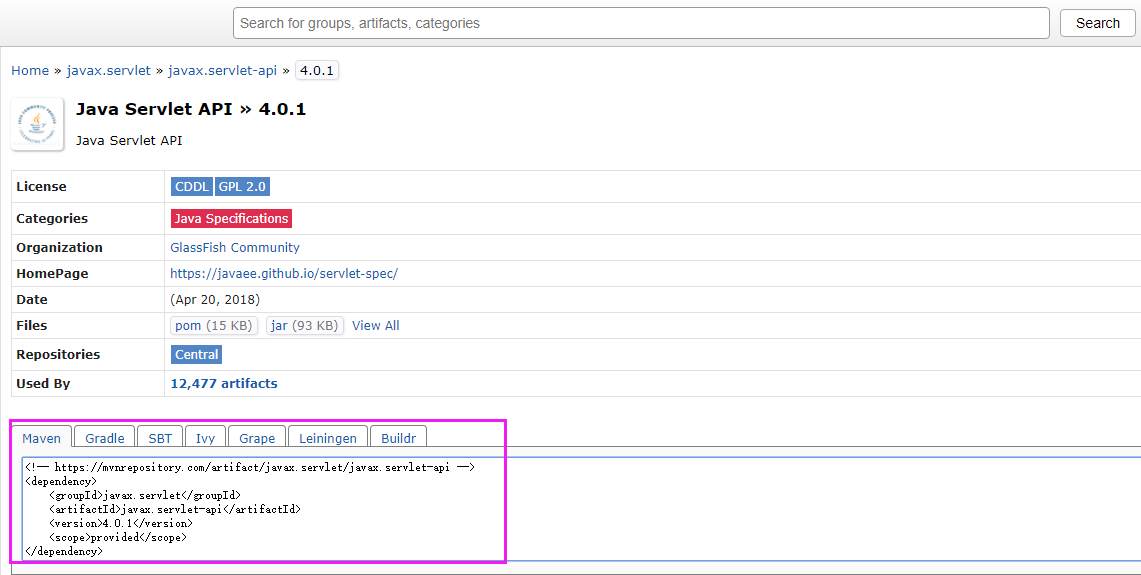 Search for groups, artifacts, categories Search
Home » javax.servlet » javax.servlet-api » 4.0.1
Java Servlet API » 4.0.1
Java Servlet API
License CDDL GPL 2.0
Categories Java Specifications
Organization GlassFish Community
HomePage https://javaee.github.io/servlet-spec/
Date (Apr 20, 2018)
Files pom (15 KB) jar (93 KB) View All
Repositories Central
Used By 12,477 artifacts
Maven Gradle SBT Ivy Grape Leiningen Buildr
<!-- https://mvnrepository.com/artifact/javax.servlet/javax.servlet-api -->
<dependency>
    <groupId>javax.servlet</groupId>
    <artifactId>javax.servlet-api</artifactId>
    <version>4.0.1</version>
    <scope>provided</scope>
</dependency>